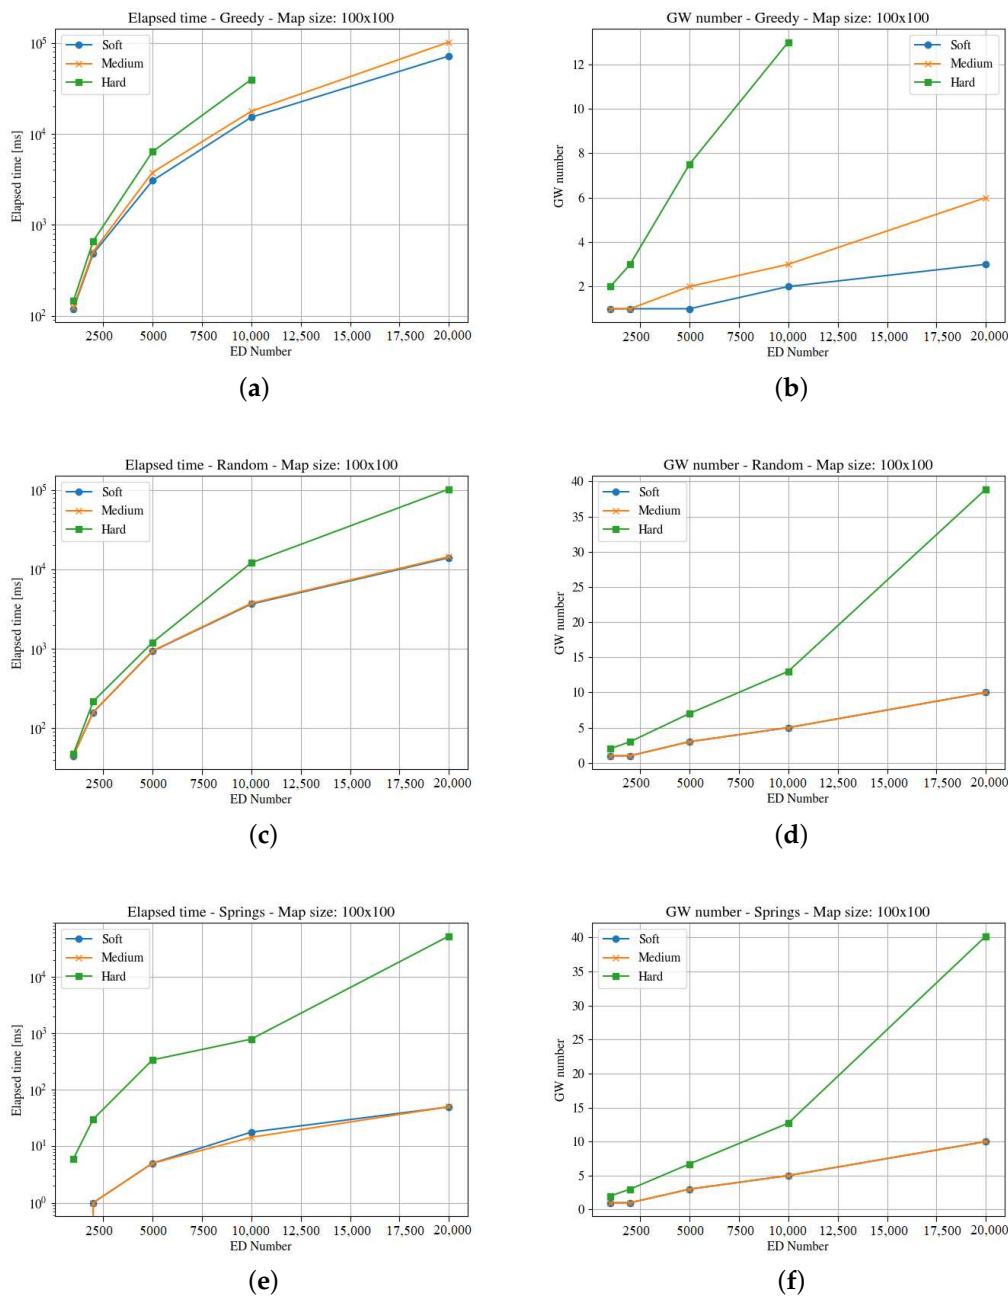 Elapsed time - Greedy - Map size: 100x100
Elapsed time [ms]
10^5
10^4
10^3
10^2
Soft
Medium
Hard
2500 5000 7500 10,000 12,500 15,000 17,500 20,000
ED Number
(a)
GW number - Greedy - Map size: 100x100
GW number
12
10
8
6
4
2
Soft
Medium
Hard
2500 5000 7500 10,000 12,500 15,000 17,500 20,000
ED Number
(b)
Elapsed time - Random - Map size: 100x100
Elapsed time [ms]
10^5
10^4
10^3
10^2
Soft
Medium
Hard
2500 5000 7500 10,000 12,500 15,000 17,500 20,000
ED Number
(c)
GW number - Random - Map size: 100x100
GW number
40
35
30
25
20
15
10
5
0
Soft
Medium
Hard
2500 5000 7500 10,000 12,500 15,000 17,500 20,000
ED Number
(d)
Elapsed time - Springs - Map size: 100x100
Elapsed time [ms]
10^4
10^3
10^2
10^1
10^0
Soft
Medium
Hard
2500 5000 7500 10,000 12,500 15,000 17,500 20,000
ED Number
(e)
GW number - Springs - Map size: 100x100
GW number
40
35
30
25
20
15
10
5
0
Soft
Medium
Hard
2500 5000 7500 10,000 12,500 15,000 17,500 20,000
ED Number
(f)